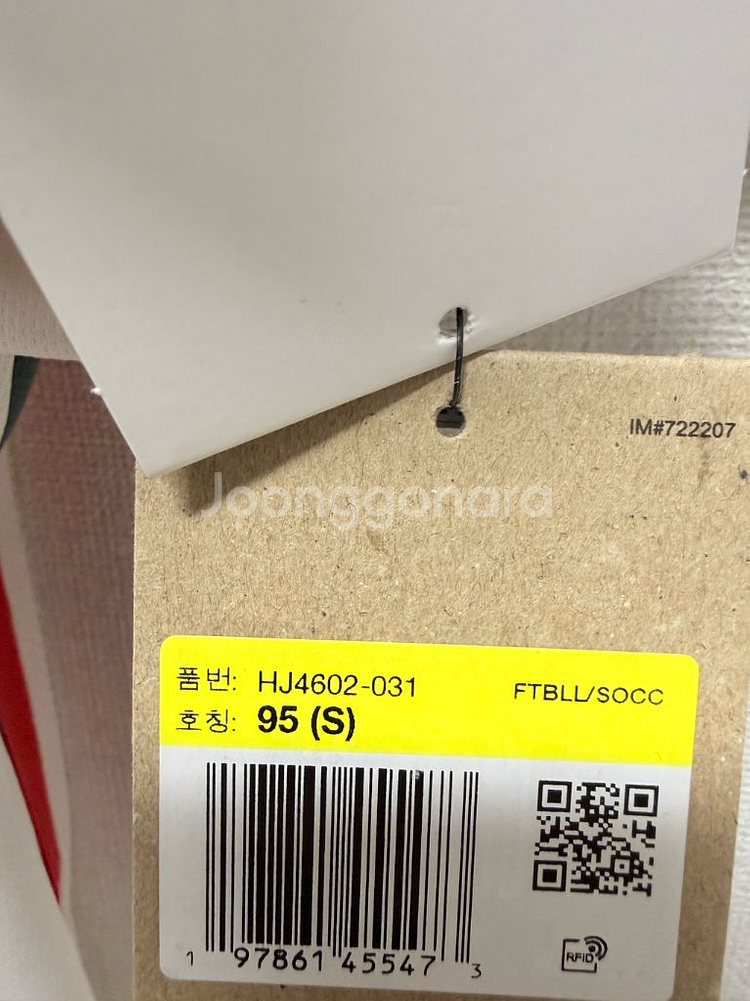 IM#722207
Joonggonara
품번: HJ4602-031
FTBLL/SOCC
호칭: 95 (S)
1 97861 45547 3
RFID